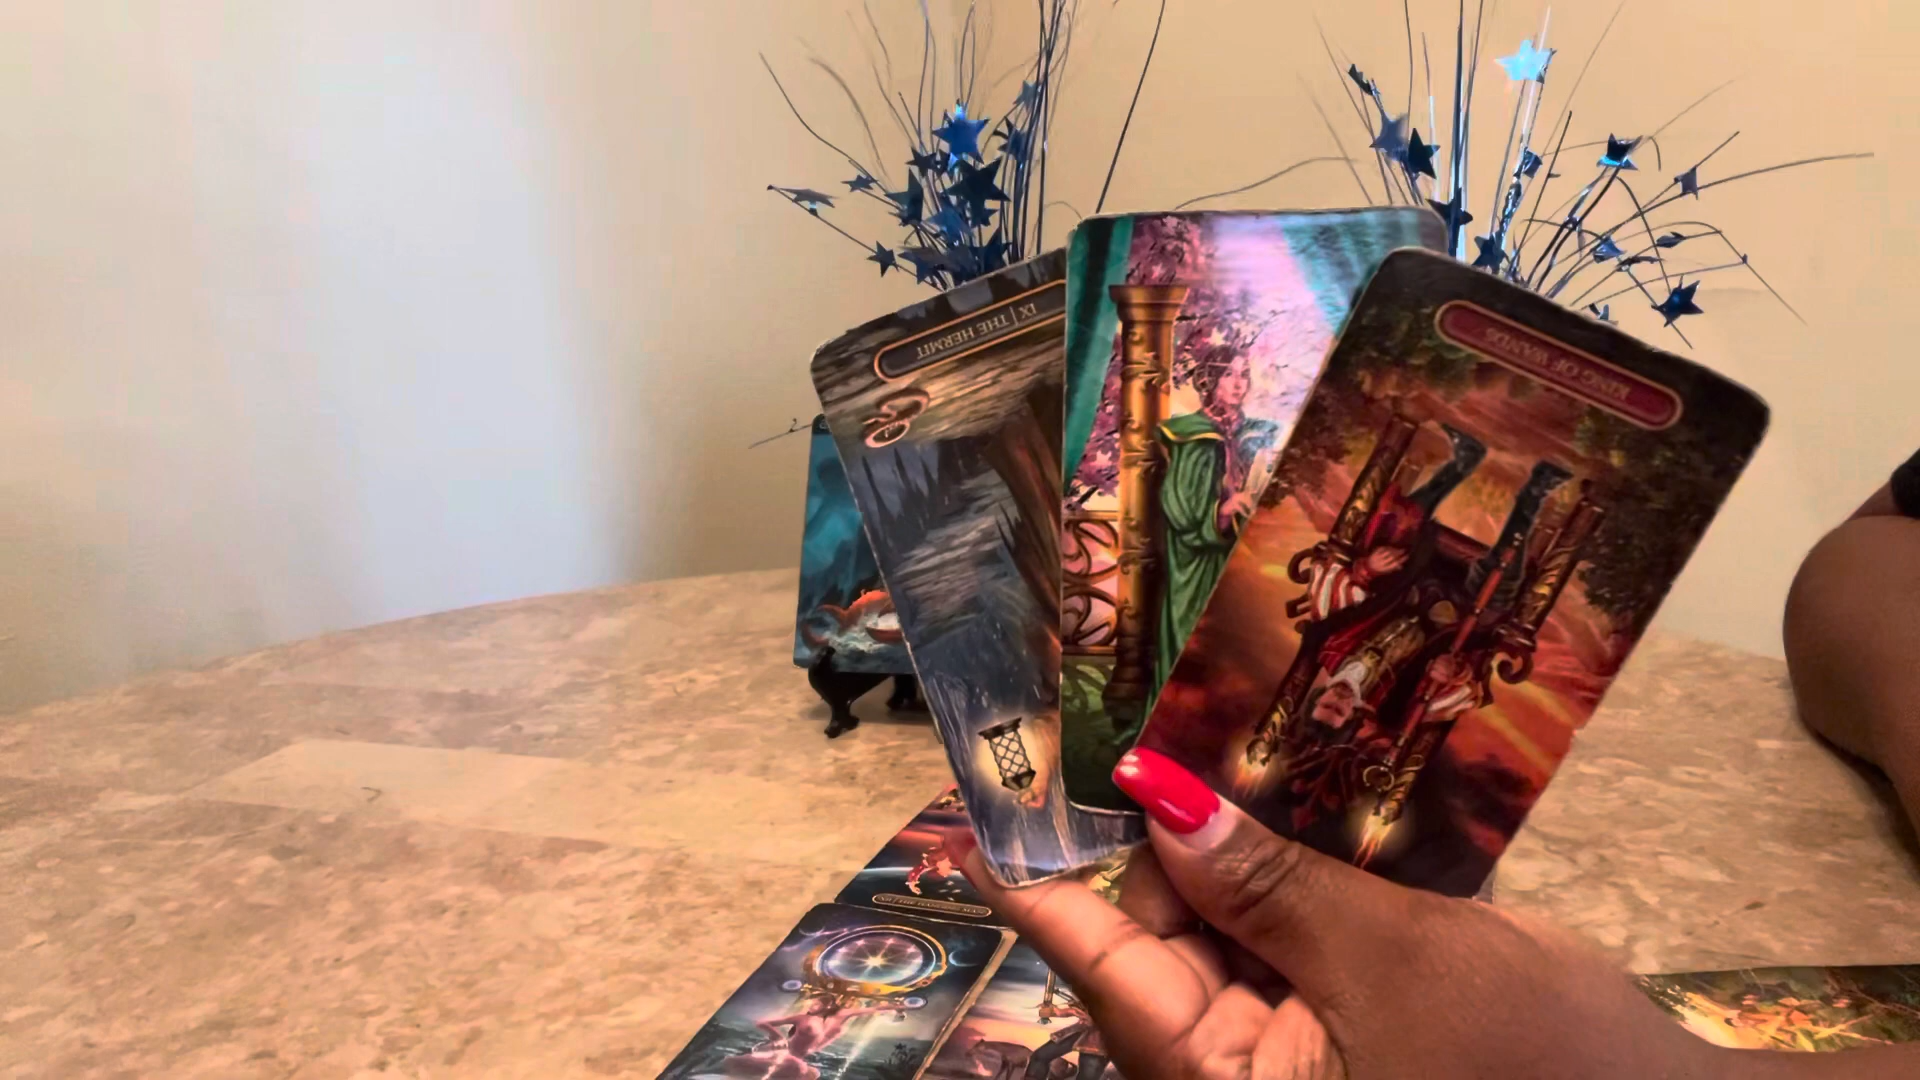 IX | THE HERMIT
KING OF WANDS